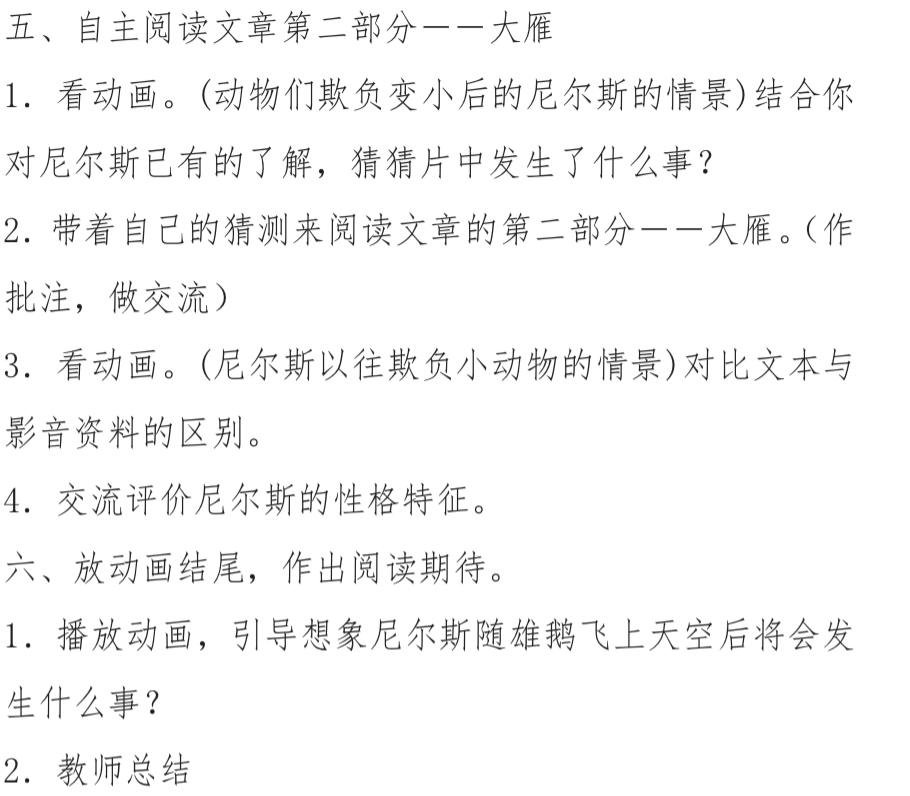 五、自主阅读文章第二部分——大雁
1. 看动画。(动物们欺负变小后的尼尔斯的情景)结合你
对尼尔斯已有的了解，猜猜片中发生了什么事？
2. 带着自己的猜测来阅读文章的第二部分——大雁。（作
批注，做交流）
3. 看动画。(尼尔斯以往欺负小动物的情景)对比文本与
影音资料的区别。
4. 交流评价尼尔斯的性格特征。
六、放动画结尾，作出阅读期待。
1. 播放动画，引导想象尼尔斯随雄鹅飞上天空后将会发
生什么事？
2. 教师总结